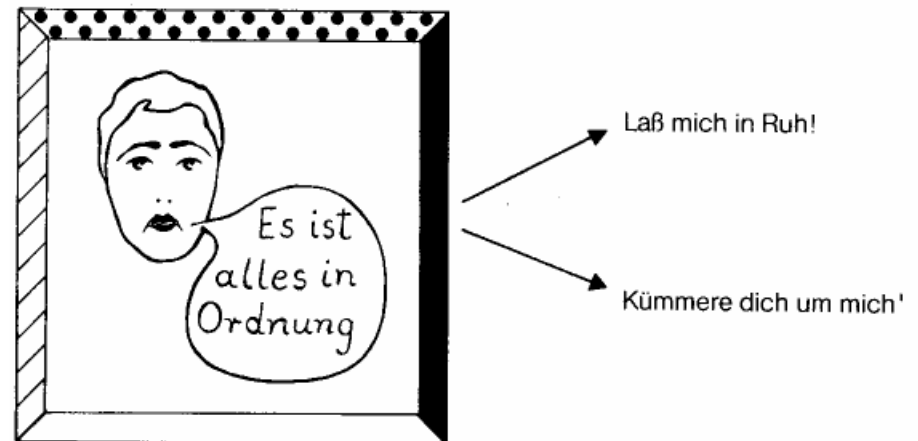 Es ist
alles in
Ordnung
Laß mich in Ruh!
Kümmere dich um mich'